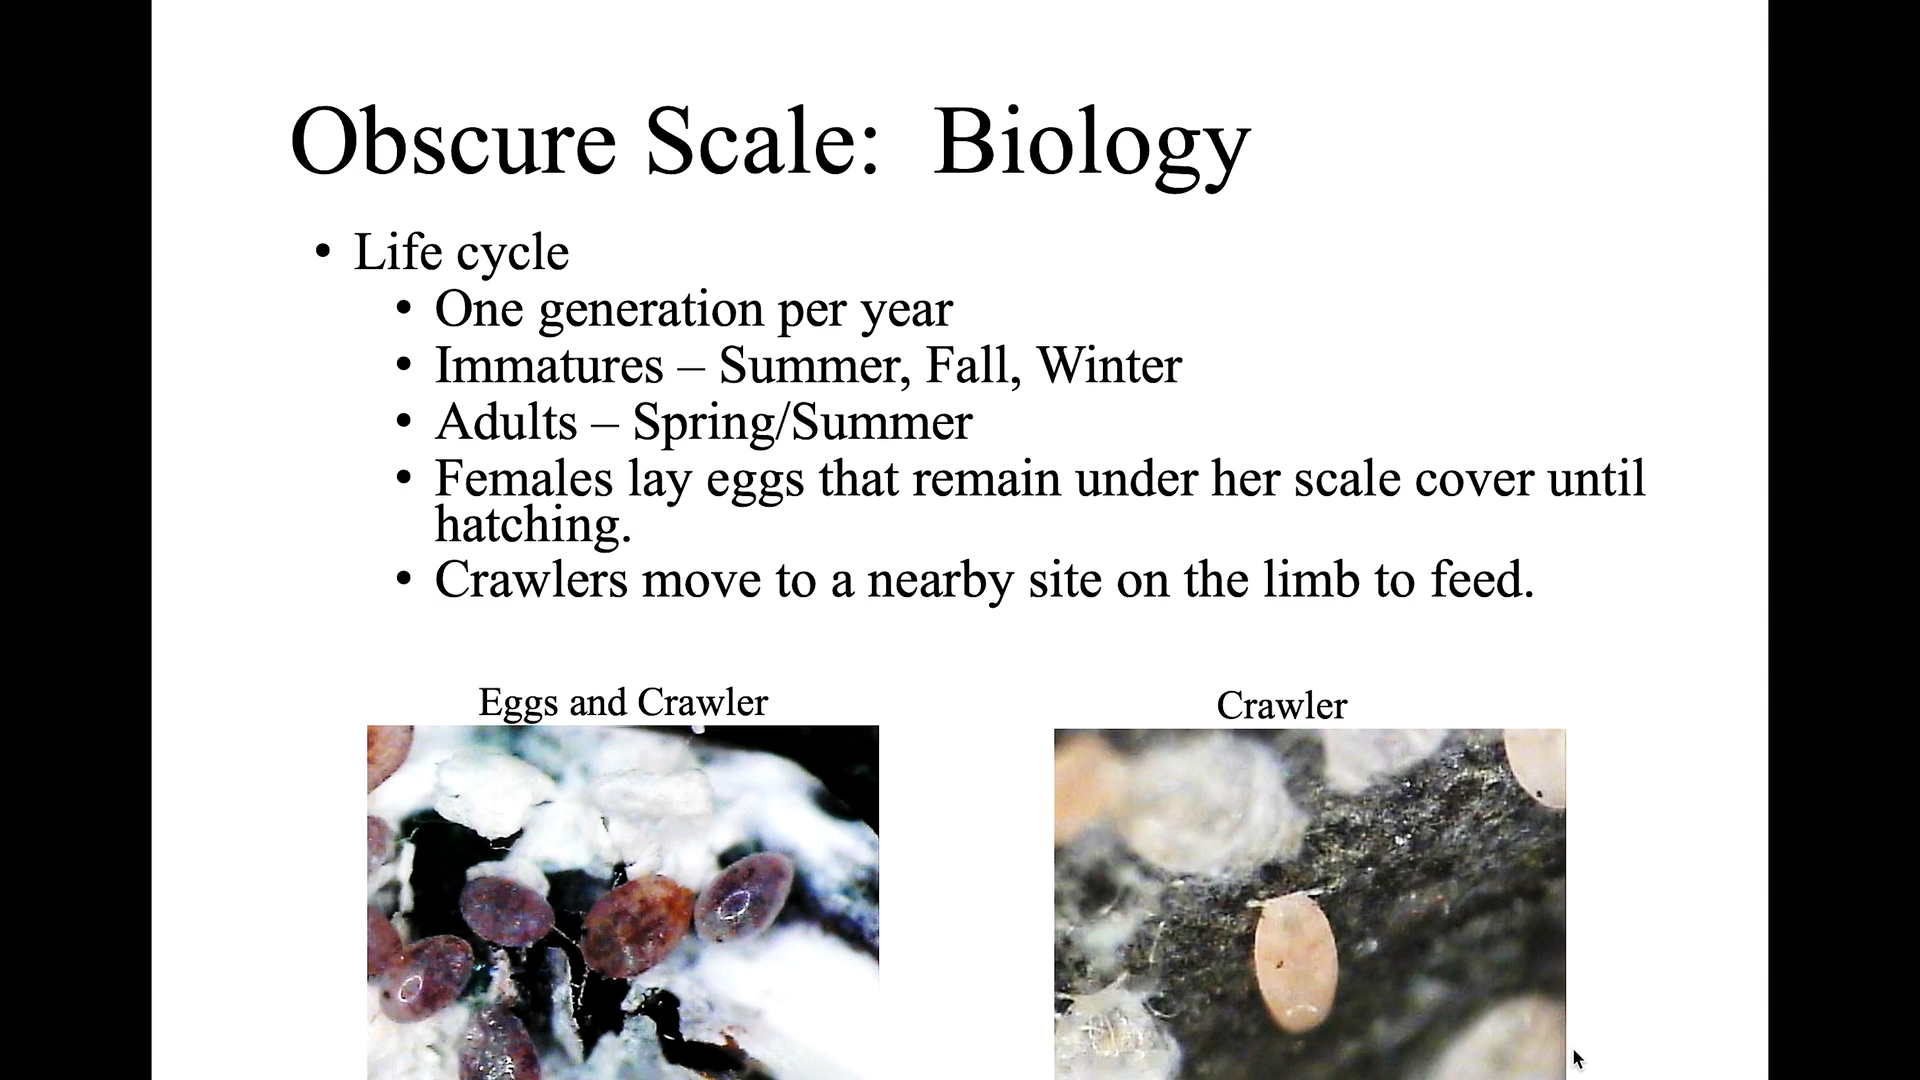 Obscure Scale: Biology
• Life cycle
• One generation per year
• Immatures – Summer, Fall, Winter
• Adults – Spring/Summer
• Females lay eggs that remain under her scale cover until
hatching.
• Crawlers move to a nearby site on the limb to feed.
Eggs and Crawler
Crawler